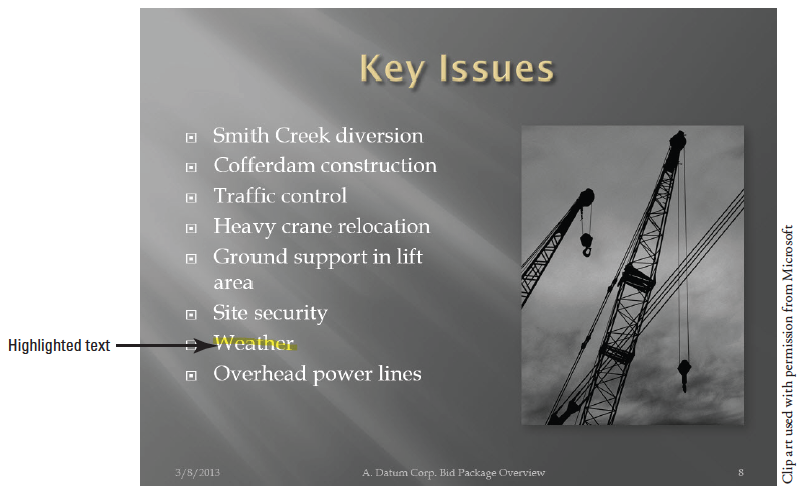 Key Issues
Smith Creek diversion
Cofferdam construction
Traffic control
Heavy crane relocation
Ground support in lift
area
Site security
Highlighted text
Weather
Overhead power lines
3/8/2013
A. Datum Corp. Bid Package Overview
8
Clip art used with permission from Microsoft